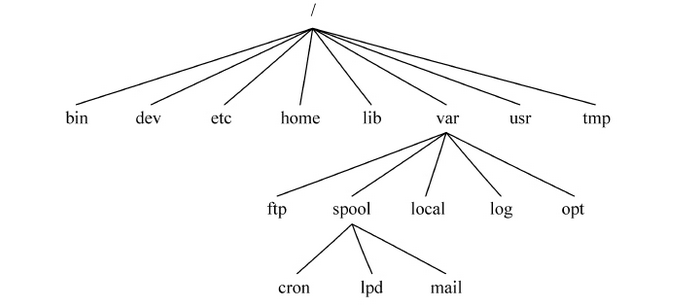 /
bin dev etc home lib var usr tmp
ftp spool local log opt
cron lpd mail